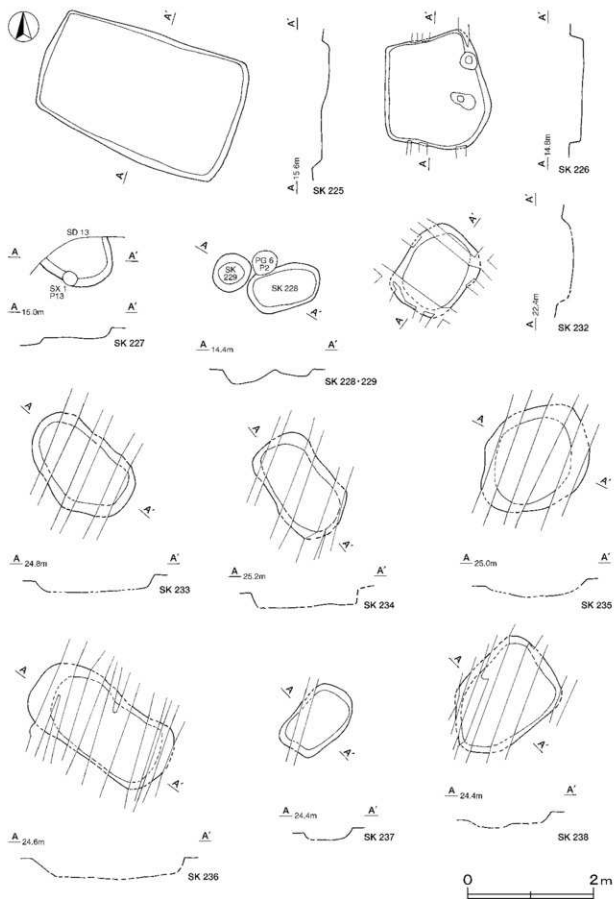 A'
A
A'
A 15.6m
SK 225
A'
A
A'
A 14.8m
SK 226
SD 13
A
A'
SX 1
P13
A 15.0m
A'
SK 227
A
SK
229
PG 6
P2
SK 228
A'
A 14.4m
A'
SK 228・229
A'
A
A'
A 22.4m
SK 232
A
A'
A 24.8m
A'
SK 233
A
A'
A 25.2m
A'
SK 234
A
A'
A 25.0m
A'
SK 235
A
A'
A 24.6m
A'
SK 236
A
A'
A 24.4m
A'
SK 237
A
A'
A 24.4m
A'
SK 238
0
2m